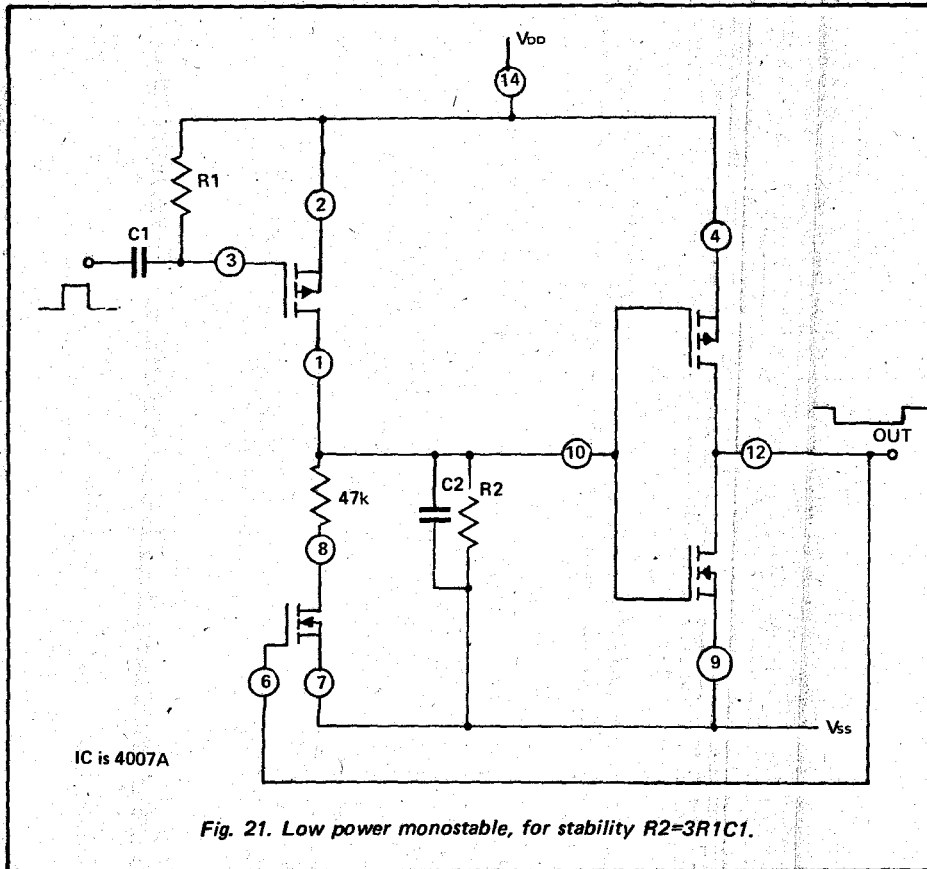 VDD
14
R1
2
C1
3
4
1
10
12
OUT
C2
R2
47k
8
6
7
9
VSS
IC is 4007A
Fig. 21. Low power monostable, for stability R2=3R1C1.